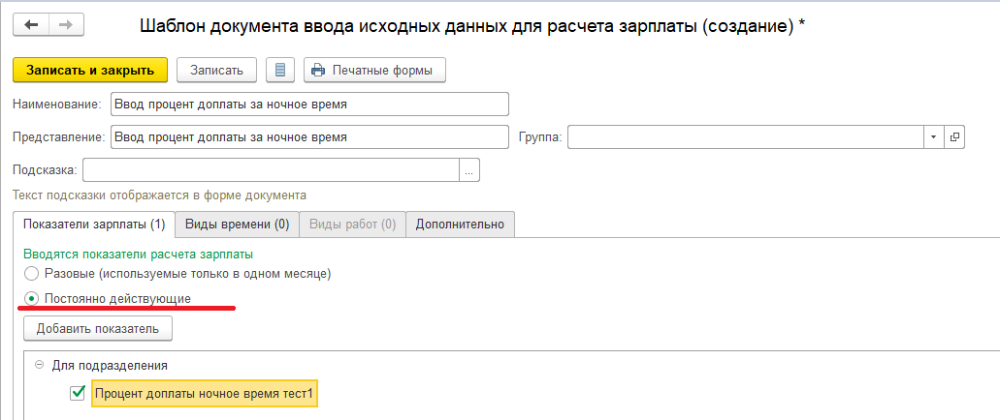 Шаблон документа ввода исходных данных для расчета зарплаты (создание) *
Записать и закрыть Записать Печатные формы
Наименование: Ввод процент доплаты за ночное время
Представление: Ввод процент доплаты за ночное время Группа:
Подсказка: ...
Текст подсказки отображается в форме документа
Показатели зарплаты (1) Виды времени (0) Виды работ (0) Дополнительно
Вводятся показатели расчета зарплаты
Разовые (используемые только в одном месяце)
Постоянно действующие
Добавить показатель
Для подразделения
Процент доплаты ночное время тест1